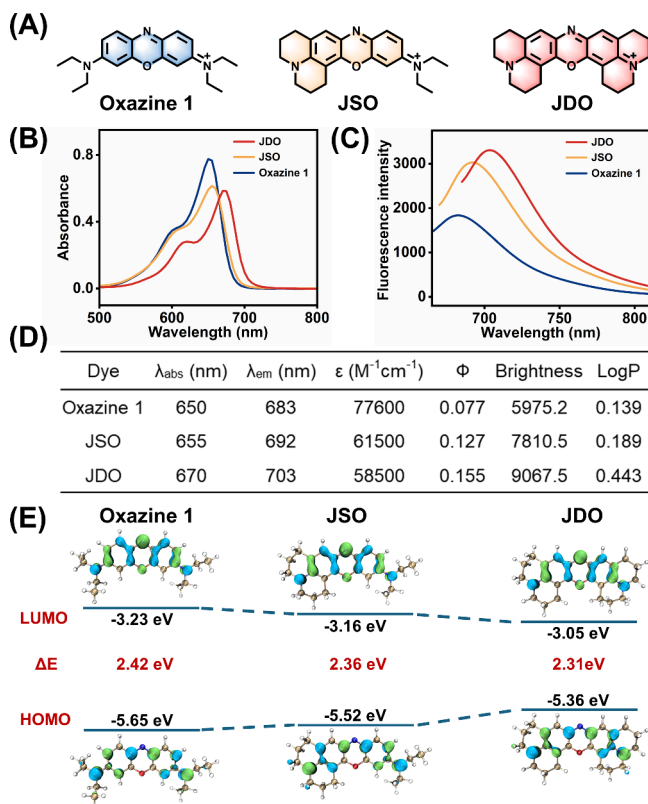 (A)
N
N
O
N
+
N
N
O
N
+
N
N
O
N
+
Oxazine 1 JSO JDO
(B)
0.8
0.4
0.0
Absorbance
JDO
JSO
Oxazine 1
500 600 700 800
Wavelength (nm)
(C)
3000
2000
1000
0
Fluorescence intensity
JDO
JSO
Oxazine 1
700 750 800
Wavelength (nm)
(D)
Dye λabs (nm) λem (nm) ε (M⁻¹cm⁻¹) Φ Brightness LogP
Oxazine 1 650 683 77600 0.077 5975.2 0.139
JSO 655 692 61500 0.127 7810.5 0.189
JDO 670 703 58500 0.155 9067.5 0.443
(E)
Oxazine 1 JSO JDO
LUMO -3.23 eV -3.16 eV -3.05 eV
ΔE 2.42 eV 2.36 eV 2.31eV
HOMO -5.65 eV -5.52 eV -5.36 eV